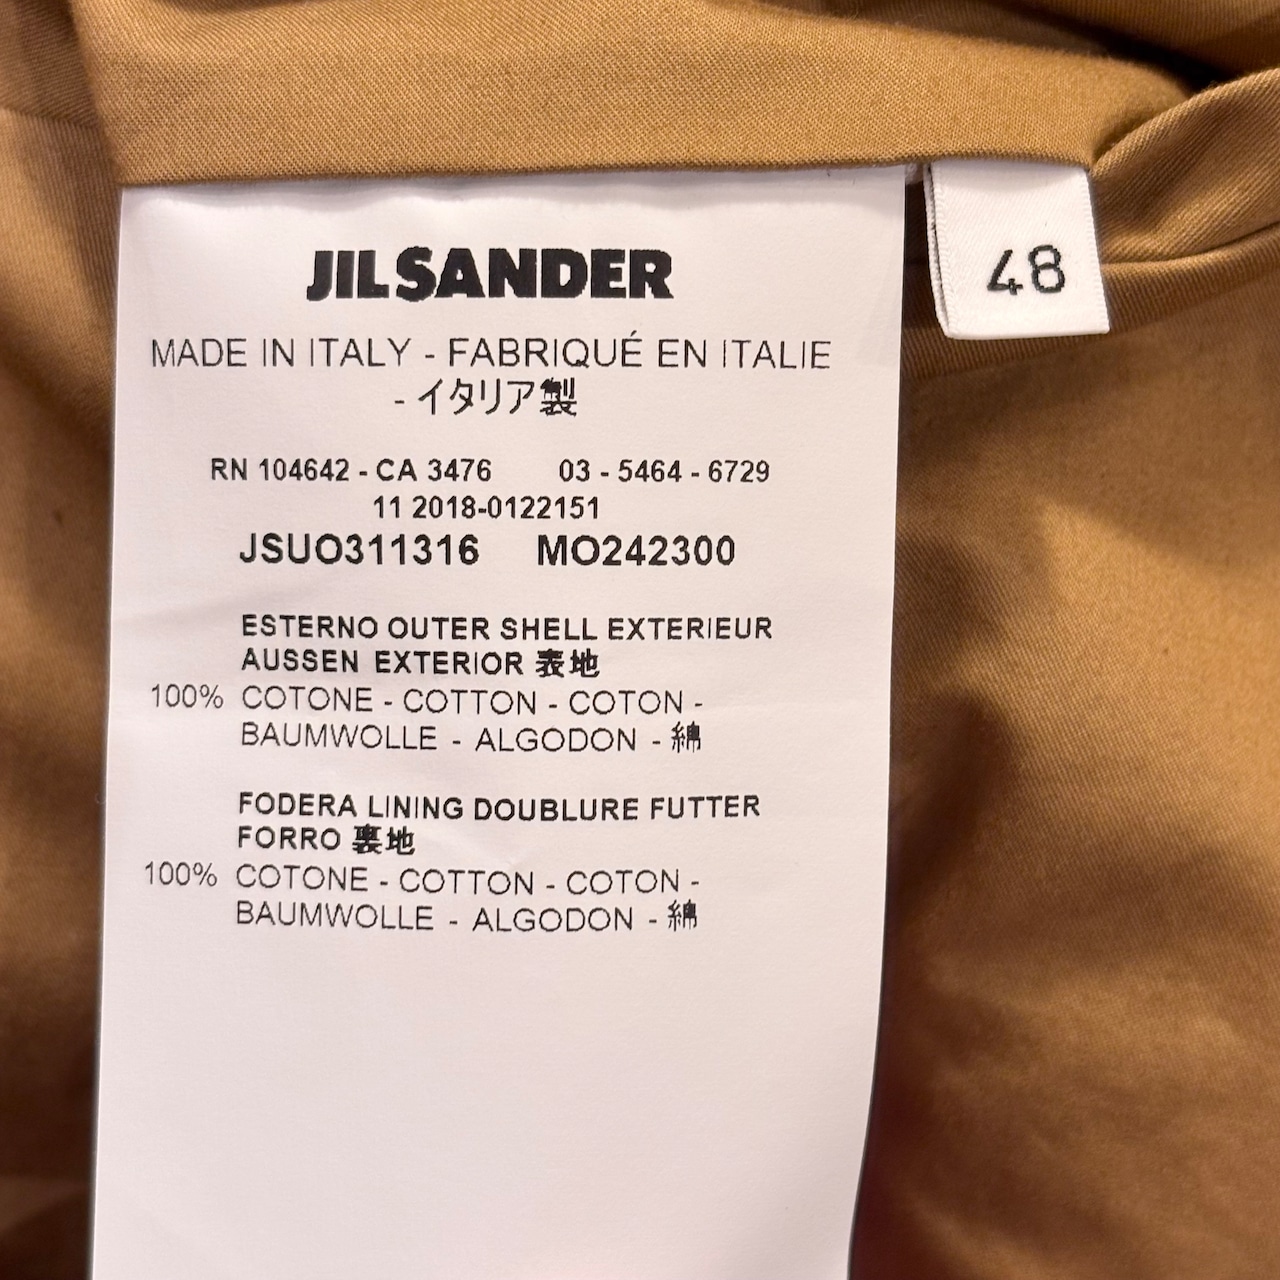 JIL SANDER
48
MADE IN ITALY - FABRIQUÉ EN ITALIE
- イタリア製
RN 104642 - CA 3476 03 - 5464 - 6729
11 2018-0122151
JSUO311316 MO242300
ESTERNO OUTER SHELL EXTERIEUR
AUSSEN EXTERIOR 表地
100% COTONE - COTTON - COTON -
BAUMWOLLE - ALGODON - 綿
FODERA LINING DOUBLURE FUTTER
FORRO 裏地
100% COTONE - COTTON - COTON -
BAUMWOLLE - ALGODON - 綿